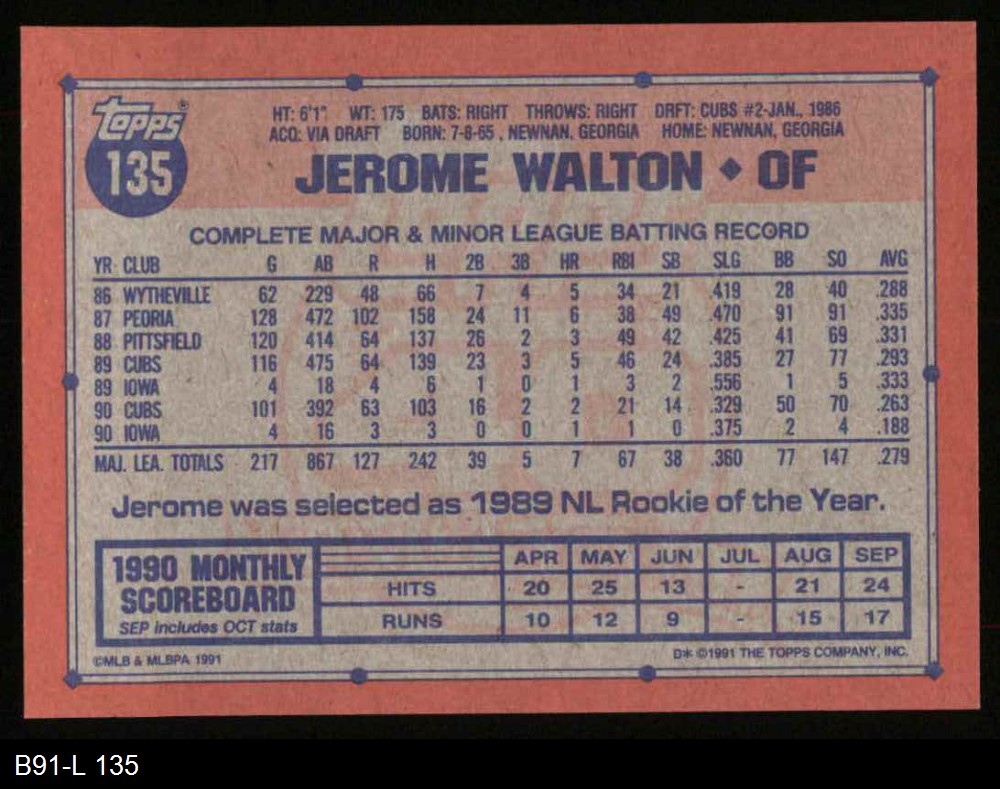 Topps®
135
HT: 6'1" WT: 175 BATS: RIGHT THROWS: RIGHT DRFT: CUBS #2-JAN., 1986
ACQ: VIA DRAFT BORN: 7-8-65 , NEWNAN, GEORGIA HOME: NEWNAN, GEORGIA
JEROME WALTON ◆ OF
COMPLETE MAJOR & MINOR LEAGUE BATTING RECORD
YR CLUB G AB R H 2B 3B HR RBI SB SLG BB SO AVG
86 WYTHEVILLE 62 229 48 66 7 4 5 34 21 .419 28 40 .288
87 PEORIA 128 472 102 158 24 11 6 38 49 .470 91 91 .335
88 PITTSFIELD 120 414 64 137 26 2 3 49 42 .425 41 69 .331
89 CUBS 116 475 64 139 23 3 5 46 24 .385 27 77 .293
89 IOWA 4 18 4 6 1 0 1 3 2 .556 1 5 .333
90 CUBS 101 392 63 103 16 2 2 21 14 .329 50 70 .263
90 IOWA 4 16 3 3 0 0 1 1 0 .375 2 4 .188
MAJ. LEA. TOTALS 217 867 127 242 39 5 7 67 38 .360 77 147 .279
Jerome was selected as 1989 NL Rookie of the Year.
1990 MONTHLY
SCOREBOARD
SEP includes OCT stats
APR MAY JUN JUL AUG SEP
HITS 20 25 13 - 21 24
RUNS 10 12 9 - 15 17
©MLB & MLBPA 1991
D* ©1991 THE TOPPS COMPANY, INC.
B91-L 135